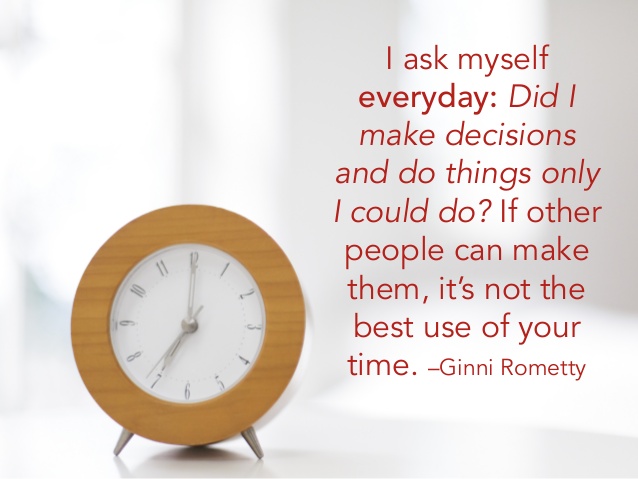 I ask myself
everyday: Did I
make decisions
and do things only
I could do? If other
people can make
them, it’s not the
best use of your
time. –Ginni Rometty